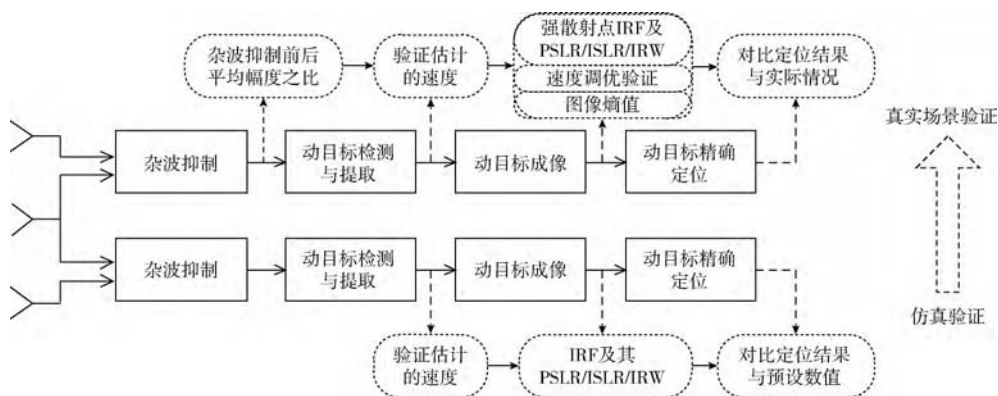 杂波抑制前后
平均幅度之比
验证估计
的速度
强散射点IRF及
PSLR/ISLR/IRW
速度调优验证
图像熵值
对比定位结果
与实际情况
真实场景验证
杂波抑制
动目标检测
与提取
动目标成像
动目标精确
定位
杂波抑制
动目标检测
与提取
动目标成像
动目标精确
定位
仿真验证
验证估计
的速度
IRF及其
PSLR/ISLR/IRW
对比定位结果
与预设数值